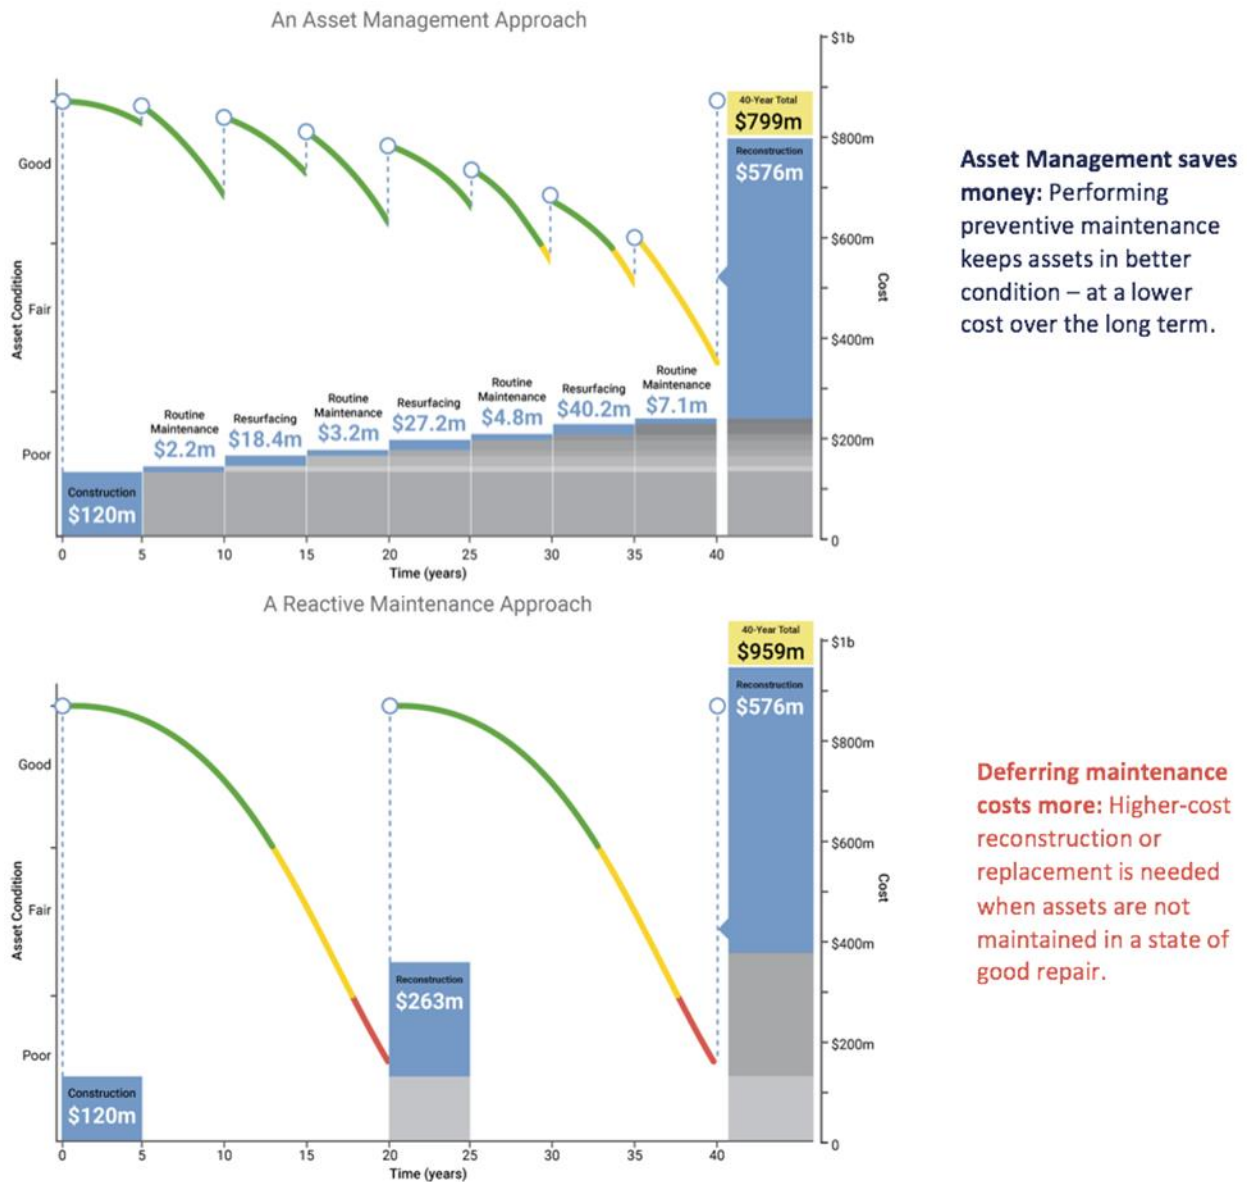 An Asset Management Approach
$1b
40-Year Total
$799m
$800m
Reconstruction
$576m
Good
$600m
Asset Condition
Fair
Cost
$400m
Routine
Maintenance
$2.2m
Resurfacing
$18.4m
Routine
Maintenance
$3.2m
Resurfacing
$27.2m
Routine
Maintenance
$4.8m
Resurfacing
$40.2m
Routine
Maintenance
$7.1m
$200m
Poor
Construction
$120m
0
0 5 10 15 20 25 30 35 40
Time (years)
Asset Management saves
money: Performing
preventive maintenance
keeps assets in better
condition – at a lower
cost over the long term.
A Reactive Maintenance Approach
40-Year Total
$959m
$1b
Reconstruction
$576m
$800m
Good
$600m
Asset Condition
Fair
Cost
$400m
Reconstruction
$263m
$200m
Poor
Construction
$120m
0
0 5 10 15 20 25 30 35 40
Time (years)
Deferring maintenance
costs more: Higher-cost
reconstruction or
replacement is needed
when assets are not
maintained in a state of
good repair.